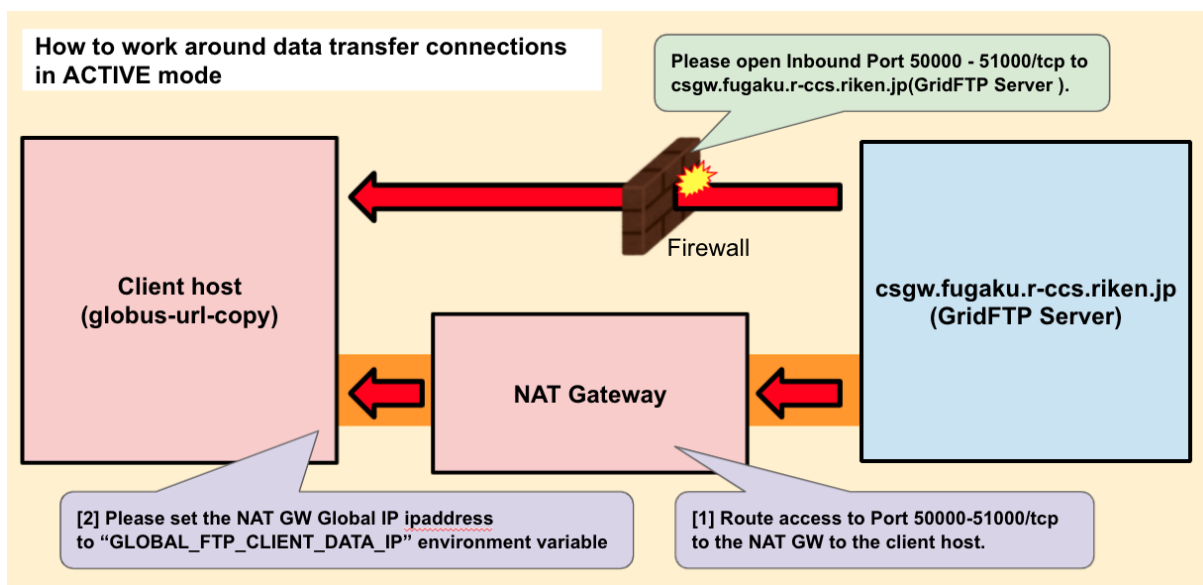 How to work around data transfer connections
in ACTIVE mode
Please open Inbound Port 50000 - 51000/tcp to
csgw.fugaku.r-ccs.riken.jp(GridFTP Server ).
Firewall
Client host
(globus-url-copy)
csgw.fugaku.r-ccs.riken.jp
(GridFTP Server)
NAT Gateway
[2] Please set the NAT GW Global IP ipaddress
to “GLOBAL_FTP_CLIENT_DATA_IP” environment variable
[1] Route access to Port 50000-51000/tcp
to the NAT GW to the client host.